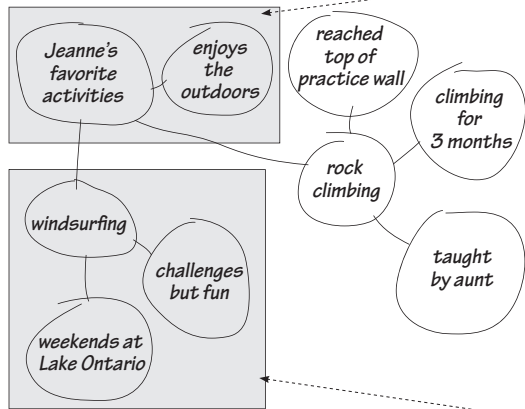 Jeanne's
favorite
activities
enjoys
the
outdoors
reached
top of
practice wall
climbing
for
3 months
rock
climbing
taught
by aunt
windsurfing
challenges
but fun
weekends at
Lake Ontario